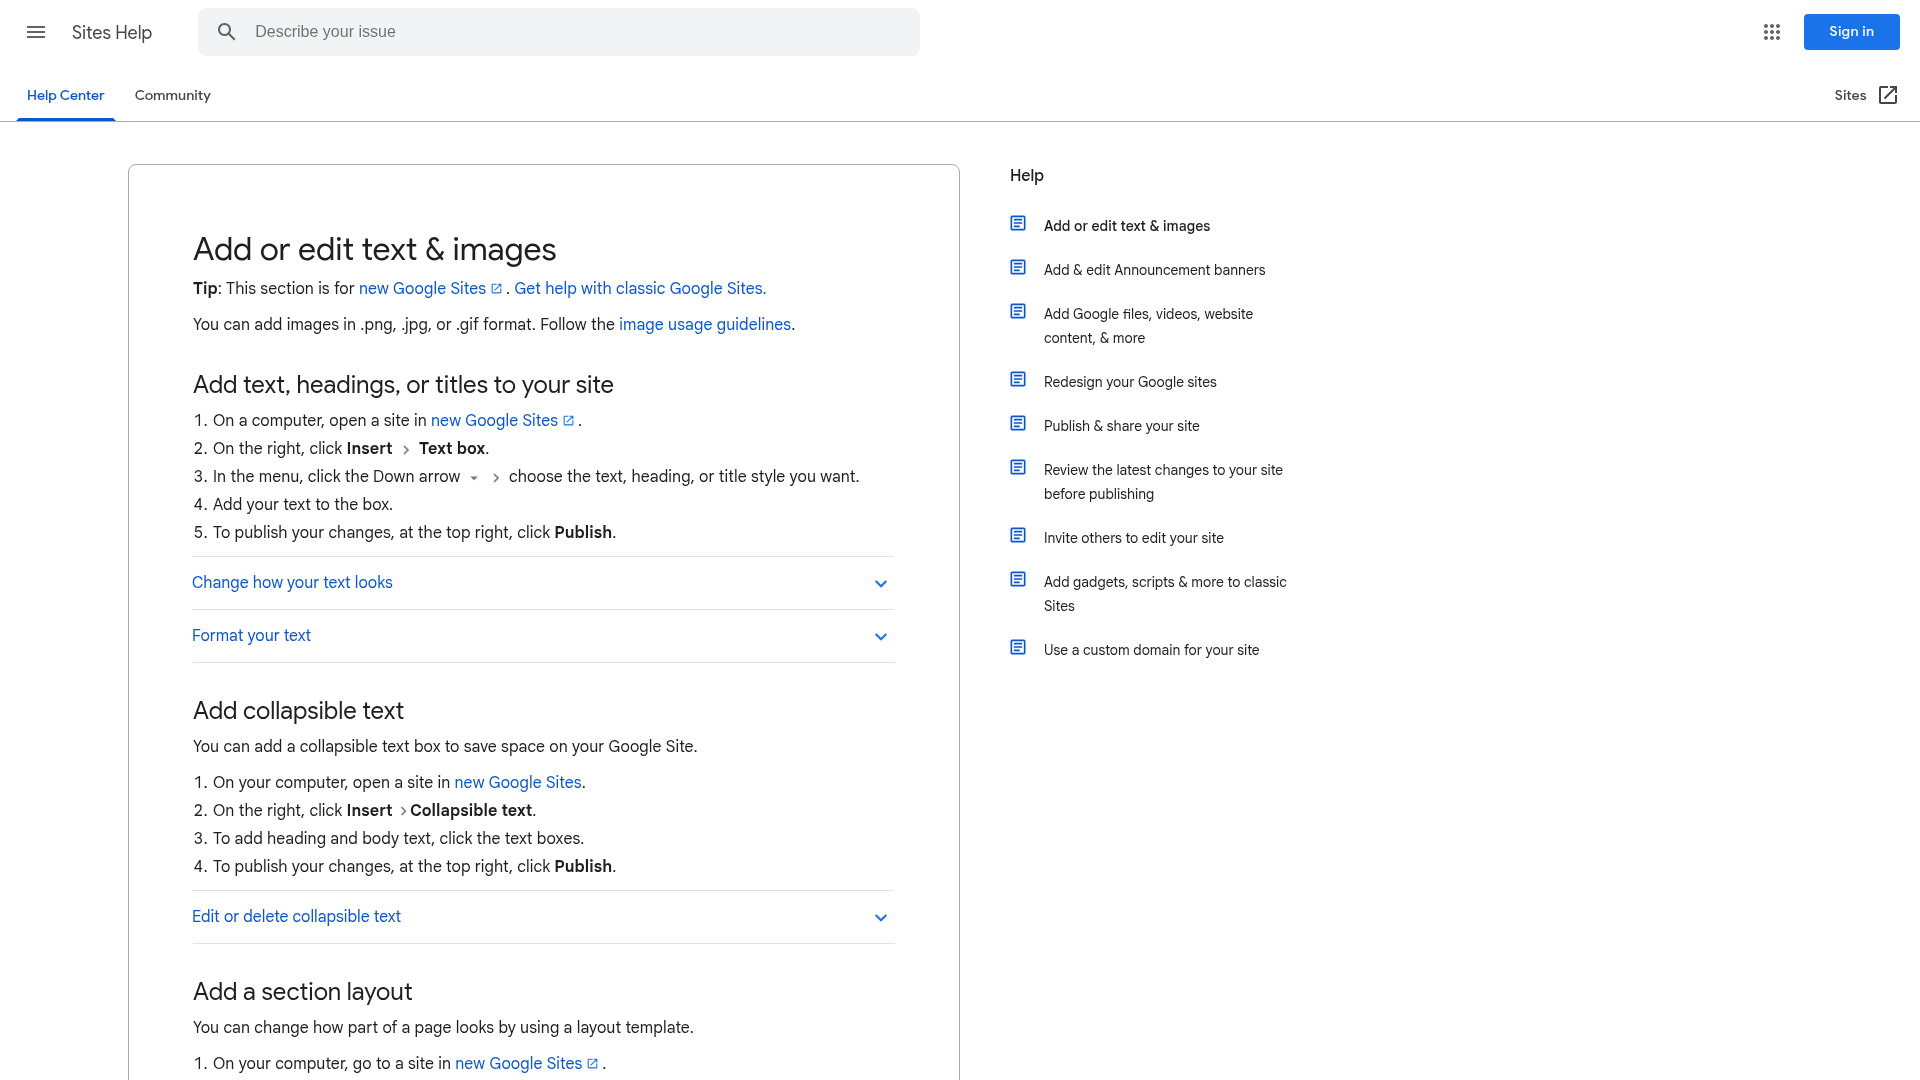 Sites Help
Describe your issue
Sign in
Help Center
Community
Sites
Add or edit text & images
Tip: This section is for new Google Sites . Get help with classic Google Sites.
You can add images in .png, .jpg, or .gif format. Follow the image usage guidelines.
Add text, headings, or titles to your site
1. On a computer, open a site in new Google Sites .
2. On the right, click Insert > Text box.
3. In the menu, click the Down arrow > choose the text, heading, or title style you want.
4. Add your text to the box.
5. To publish your changes, at the top right, click Publish.
Change how your text looks
Format your text
Add collapsible text
You can add a collapsible text box to save space on your Google Site.
1. On your computer, open a site in new Google Sites.
2. On the right, click Insert > Collapsible text.
3. To add heading and body text, click the text boxes.
4. To publish your changes, at the top right, click Publish.
Edit or delete collapsible text
Add a section layout
You can change how part of a page looks by using a layout template.
1. On your computer, go to a site in new Google Sites .
Help
Add or edit text & images
Add & edit Announcement banners
Add Google files, videos, website
content, & more
Redesign your Google sites
Publish & share your site
Review the latest changes to your site
before publishing
Invite others to edit your site
Add gadgets, scripts & more to classic
Sites
Use a custom domain for your site